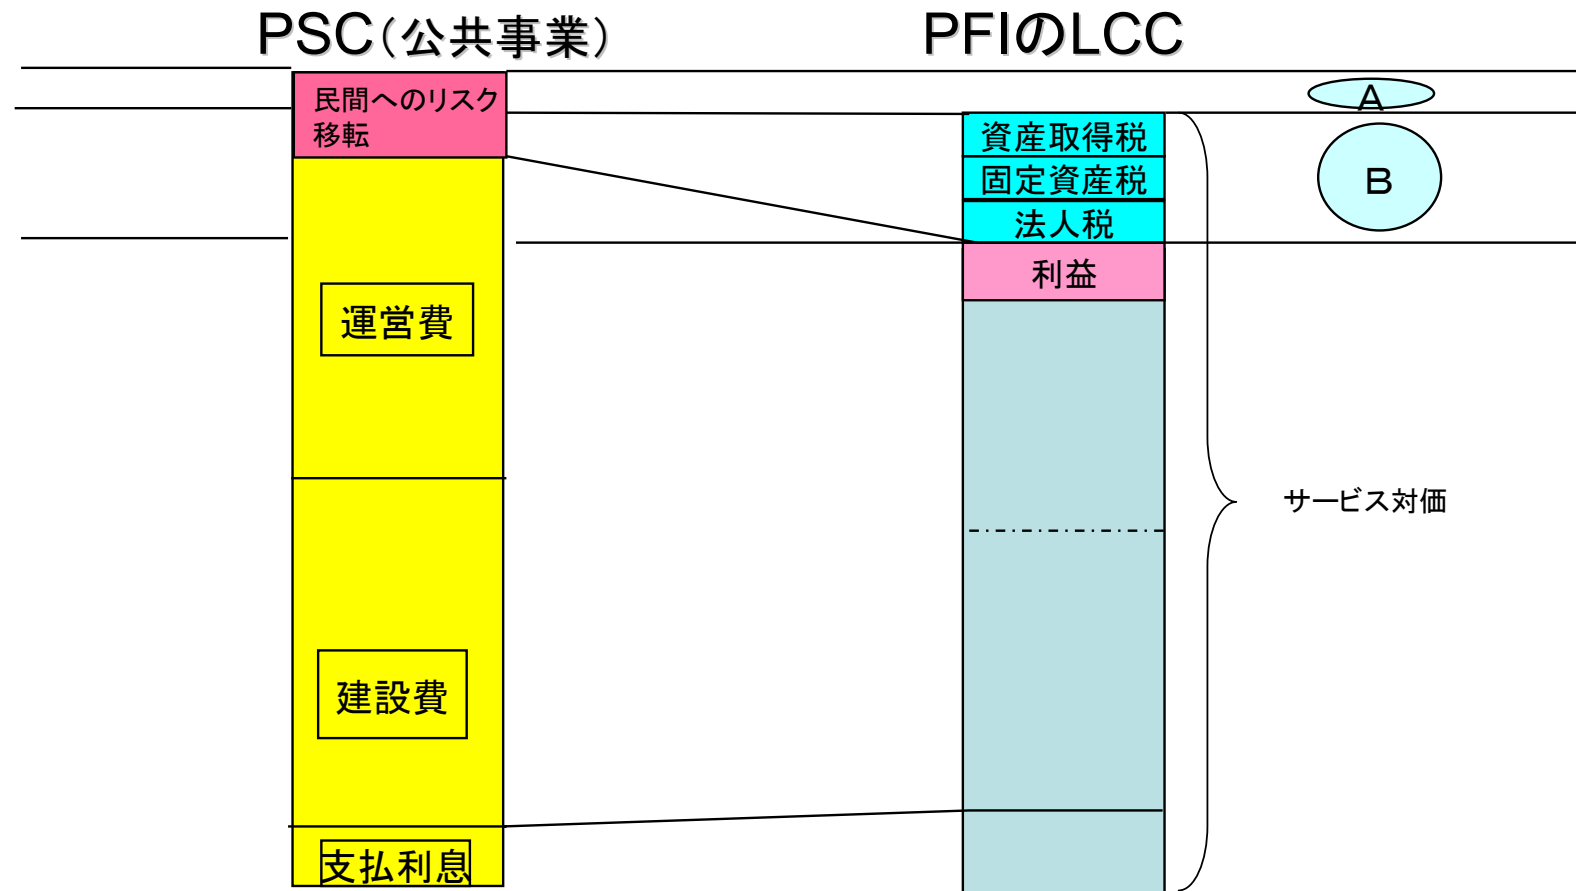 PSC（公共事業）
PFIのLCC
民間へのリスク
移転
運営費
建設費
支払利息
資産取得税
固定資産税
法人税
利益
A
B
サービス対価